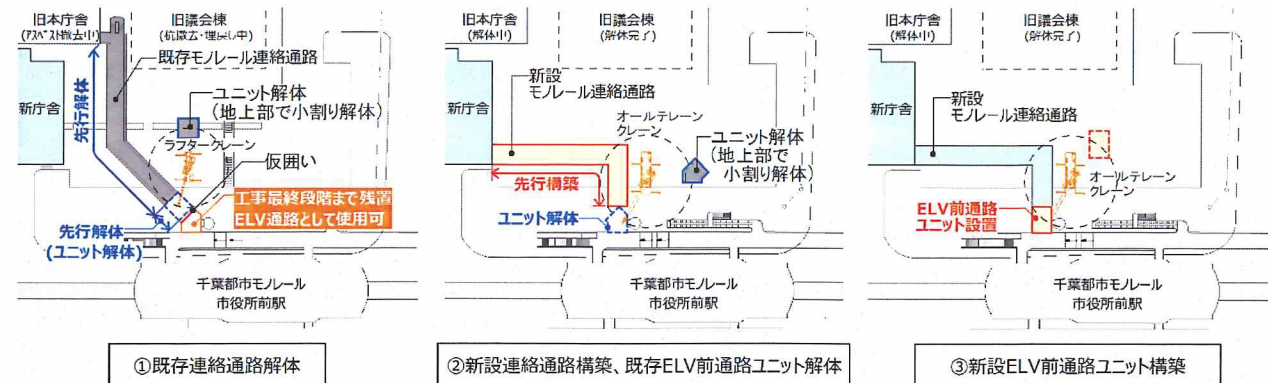 旧本庁舎
(アスベスト撤去中)
旧議会棟
(杭撤去・埋戻し中)
既存モノレール連絡通路
ユニット解体
(地上部で小割り解体)
新庁舎
先行解体
ラフタークレーン
仮囲い
工事最終段階まで残置
ELV通路として使用可
先行解体
(ユニット解体)
千葉都市モノレール
市役所前駅
①既存連絡通路解体
旧本庁舎
(解体中)
旧議会棟
(解体完了)
新設
モノレール連絡通路
新庁舎
オールテレーン
クレーン
ユニット解体
(地上部で
小割り解体)
先行構築
ユニット解体
千葉都市モノレール
市役所前駅
②新設連絡通路構築、既存ELV前通路ユニット解体
旧本庁舎
(解体中)
旧議会棟
(解体完了)
新設
モノレール連絡通路
新庁舎
オールテレーン
クレーン
ELV前通路
ユニット設置
千葉都市モノレール
市役所前駅
③新設ELV前通路ユニット構築